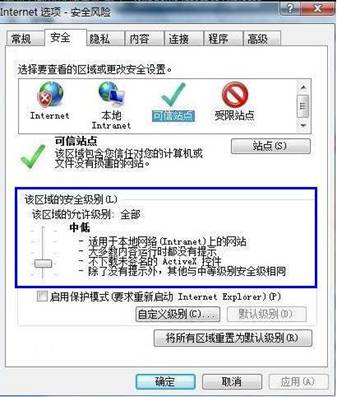 Internet 选项 - 安全风险
常规 安全 隐私 内容 连接 程序 高级
选择要查看的区域或更改安全设置。
Internet 本地 Intranet 可信站点 受限站点
可信站点
站点(S)
该区域包含您信任对您的计算机或
文件没有损害的网站。
该区域的安全级别(L)
该区域的允许级别: 全部
中低
- 适用于本地网络(Intranet)上的网站
- 大多数内容运行时都没有提示
- 不下载未签名的 ActiveX 控件
- 除了没有提示外，其他与中等级别安全级相同
启用保护模式(要求重新启动 Internet Explorer)(P)
自定义级别(C)... 默认级别(D)
将所有区域重置为默认级别(R)
确定 取消 应用(A)